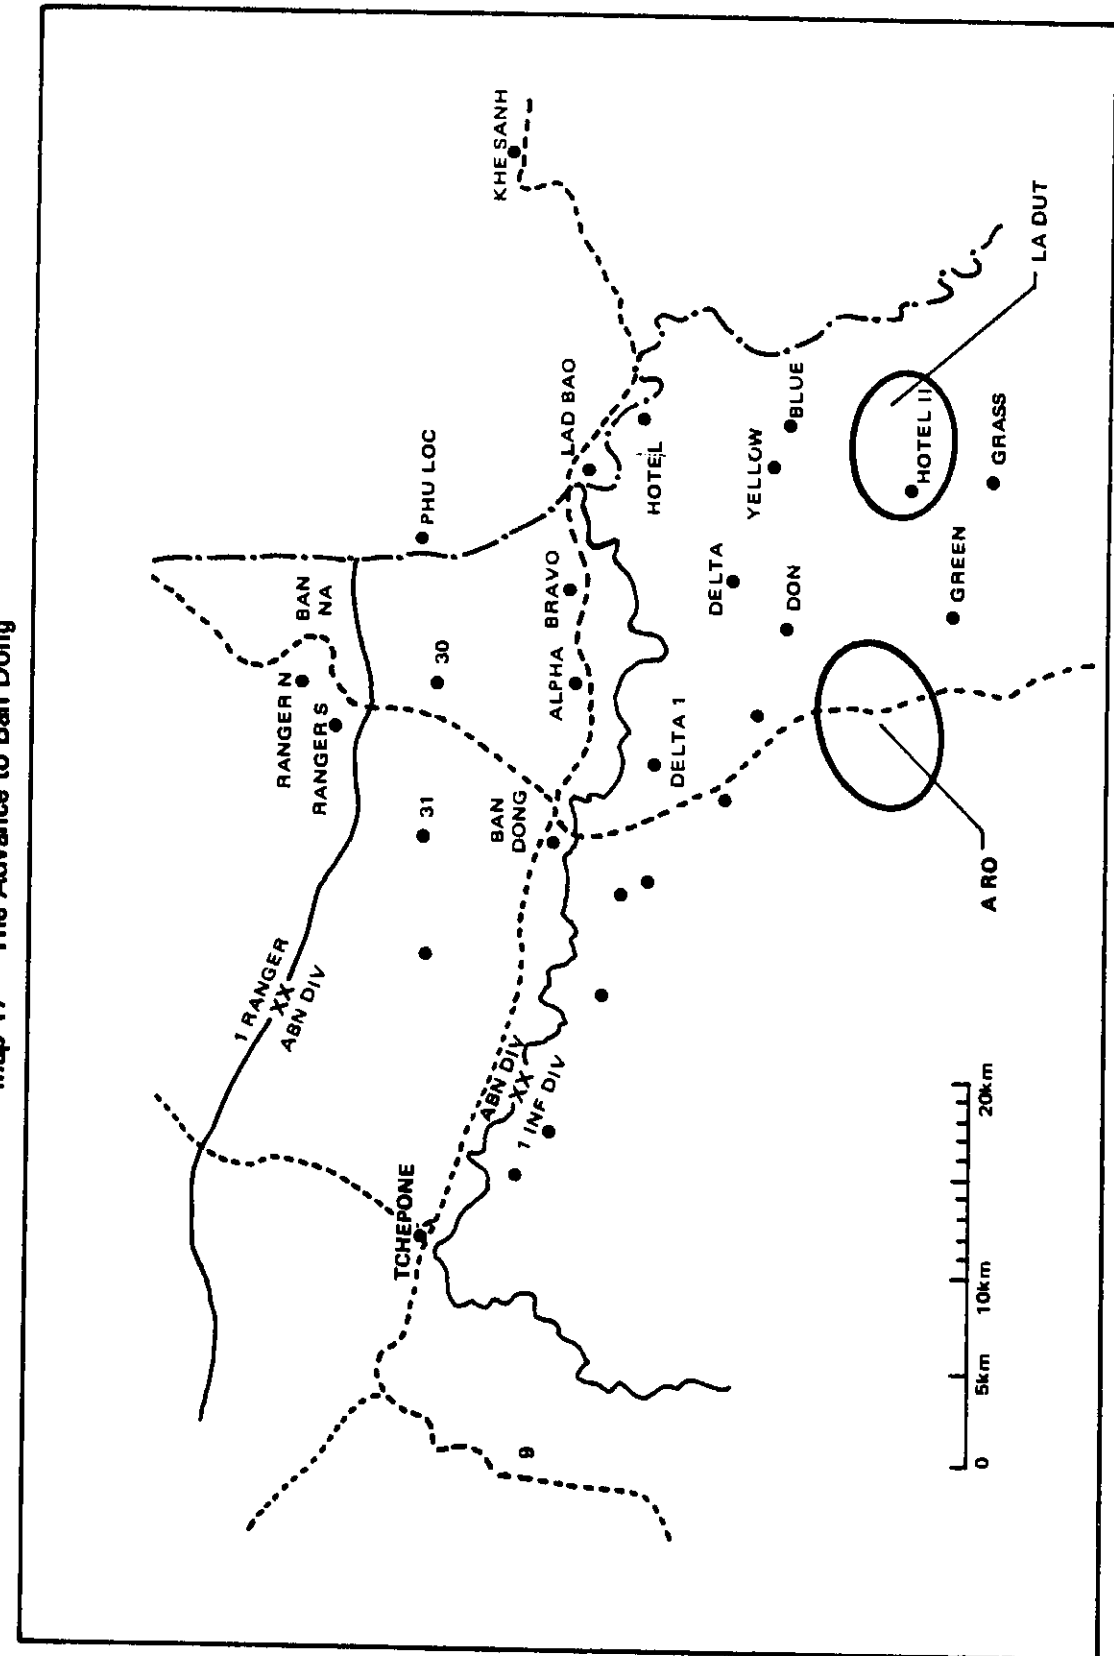 Map 17 — The Advance to Ban Dong
1 RANGER
XX
ABN DIV
RANGER N
RANGER S
BAN
NA
TCHEPONE
31
30
PHU LOC
KHE SANH
9
ABN DIV
XX
1 INF DIV
BAN
DONG
ALPHA
BRAVO
LAO BAO
DELTA 1
HOTEL
DELTA
YELLOW
DON
BLUE
HOTEL II
GREEN
GRASS
A RO
LA DUT
0
5km
10km
20km